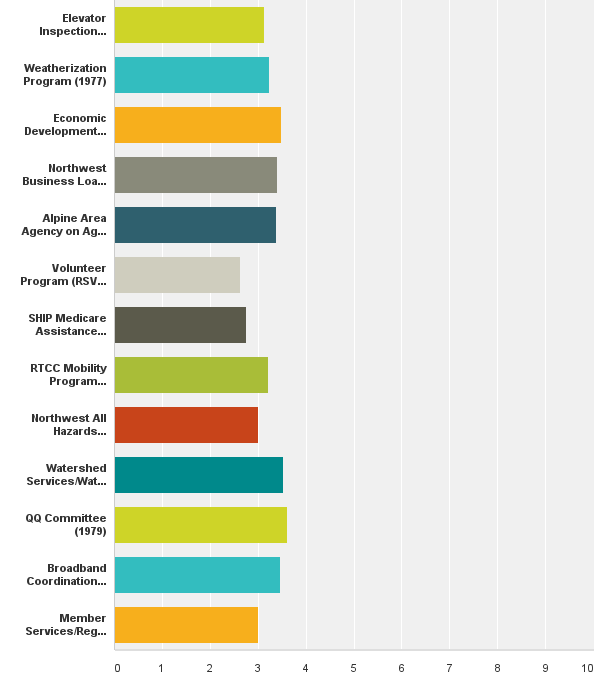 Elevator
Inspection...
Weatherization
Program (1977)
Economic
Development...
Northwest
Business Loa...
Alpine Area
Agency on Ag...
Volunteer
Program (RSV...
SHIP Medicare
Assistance...
RTCC Mobility
Program...
Northwest All
Hazards...
Watershed
Services/Wat...
QQ Committee
(1979)
Broadband
Coordination...
Member
Services/Reg...
0 1 2 3 4 5 6 7 8 9 10